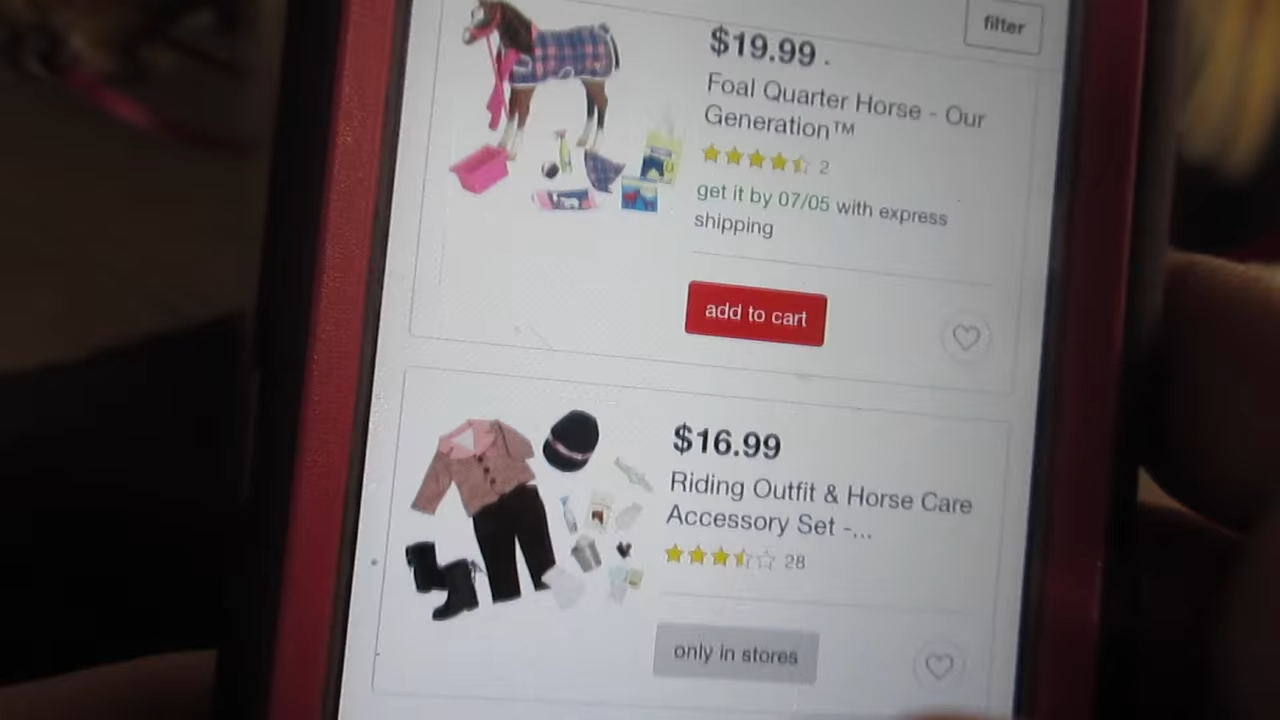 filter
$19.99 .
Foal Quarter Horse - Our
Generation™
2
get it by 07/05 with express
shipping
add to cart
$16.99
Riding Outfit & Horse Care
Accessory Set -...
28
only in stores